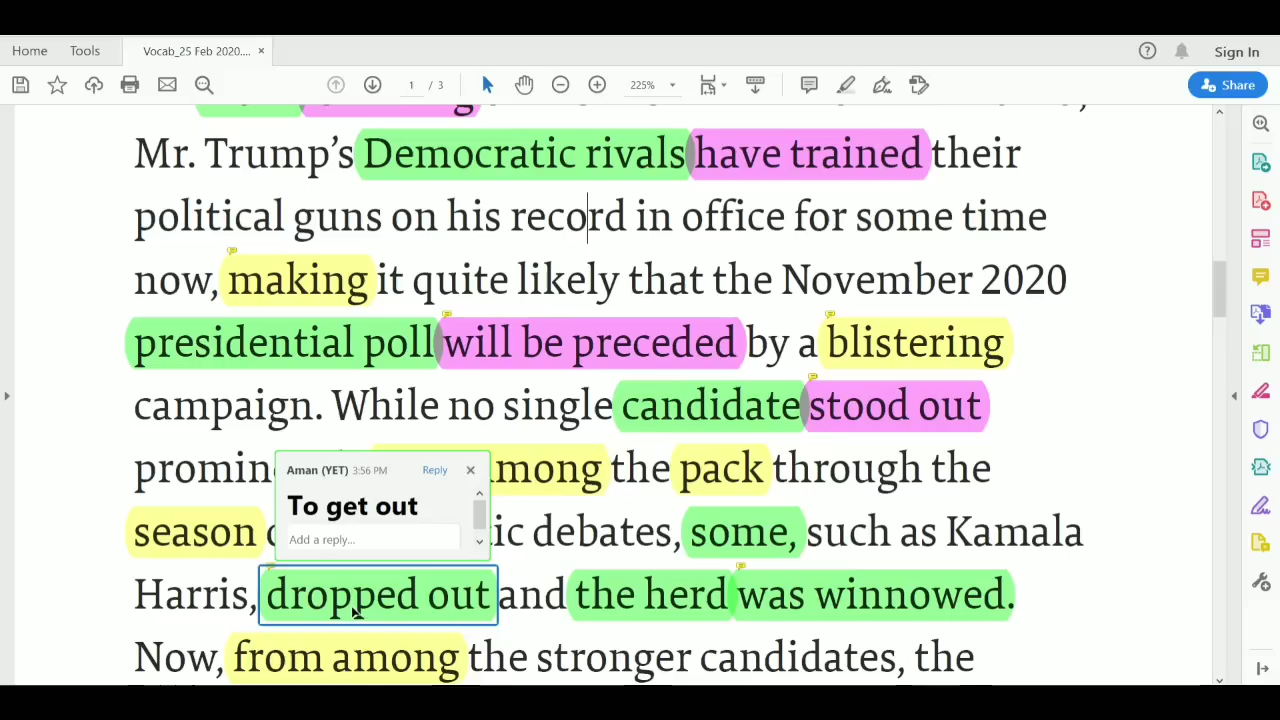 Home Tools Vocab_25 Feb 2020.... × Sign In
1 / 3 225% Share
Mr. Trump's Democratic rivals have trained their
political guns on his record in office for some time
now, making it quite likely that the November 2020
presidential poll will be preceded by a blistering
campaign. While no single candidate stood out
the pack through the
season debates, some, such as Kamala
Aman (YET) 3:56 PM Reply
To get out
Add a reply...
Harris, dropped out and the herd was winnowed.
Now, from among the stronger candidates, the